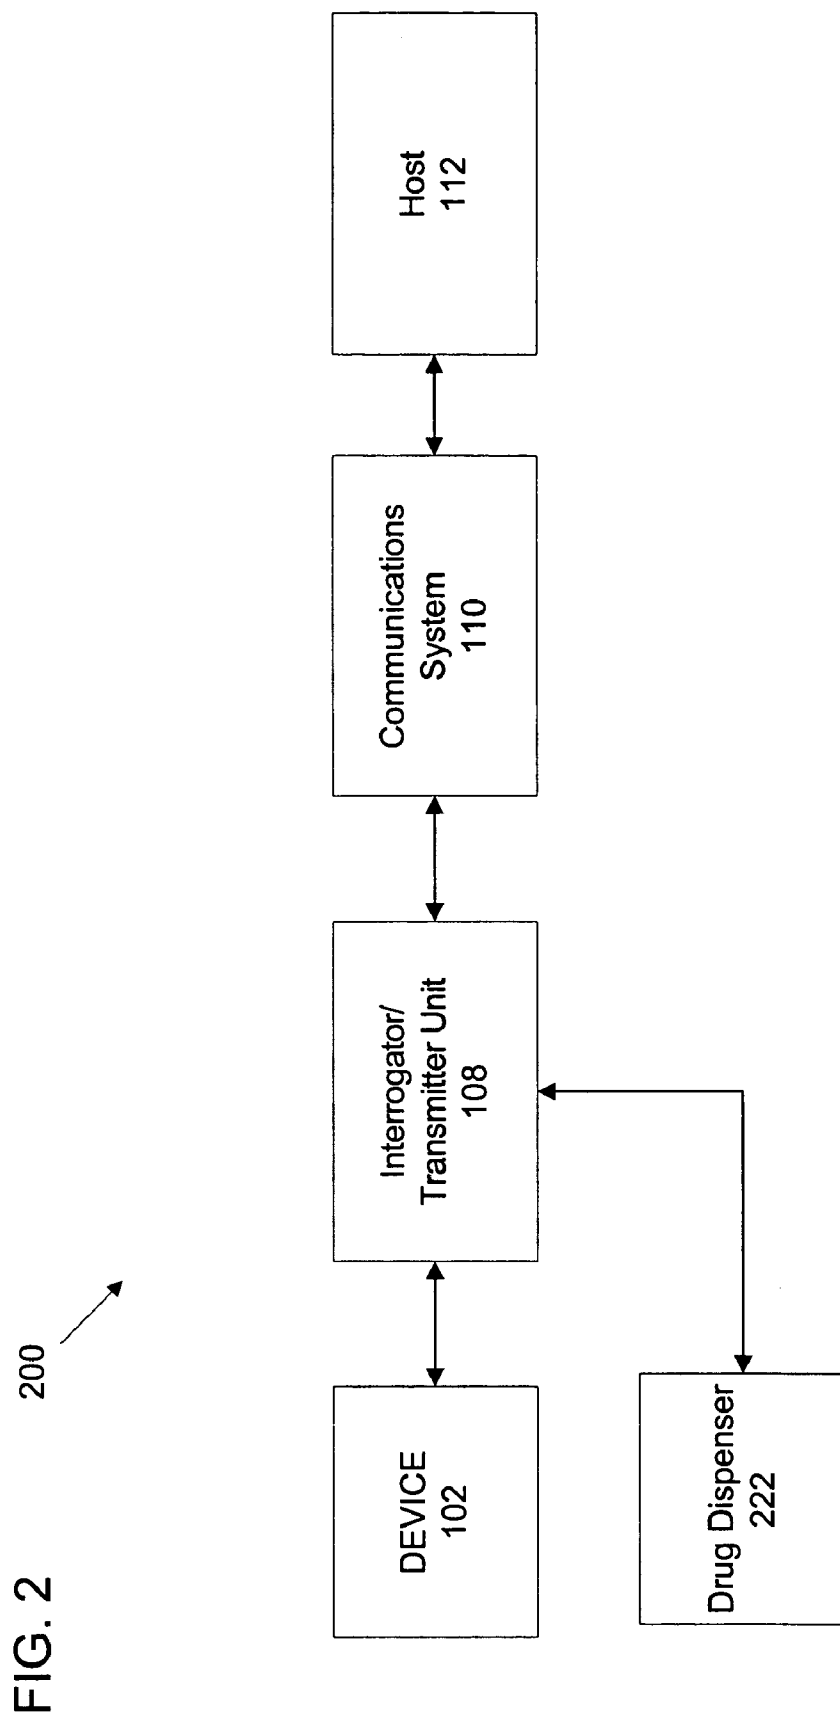 FIG. 2
200
DEVICE
102
Interrogator/
Transmitter Unit
108
Communications
System
110
Host
112
Drug Dispenser
222